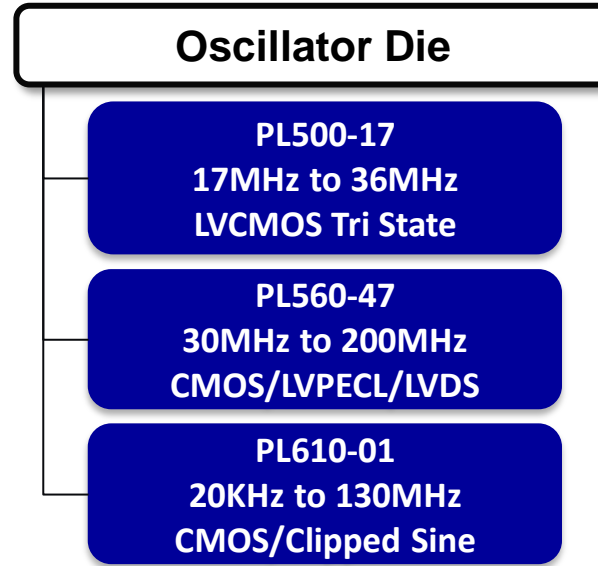 Oscillator Die
PL500-17
17MHz to 36MHz
LVCMOS Tri State
PL560-47
30MHz to 200MHz
CMOS/LVPECL/LVDS
PL610-01
20KHz to 130MHz
CMOS/Clipped Sine